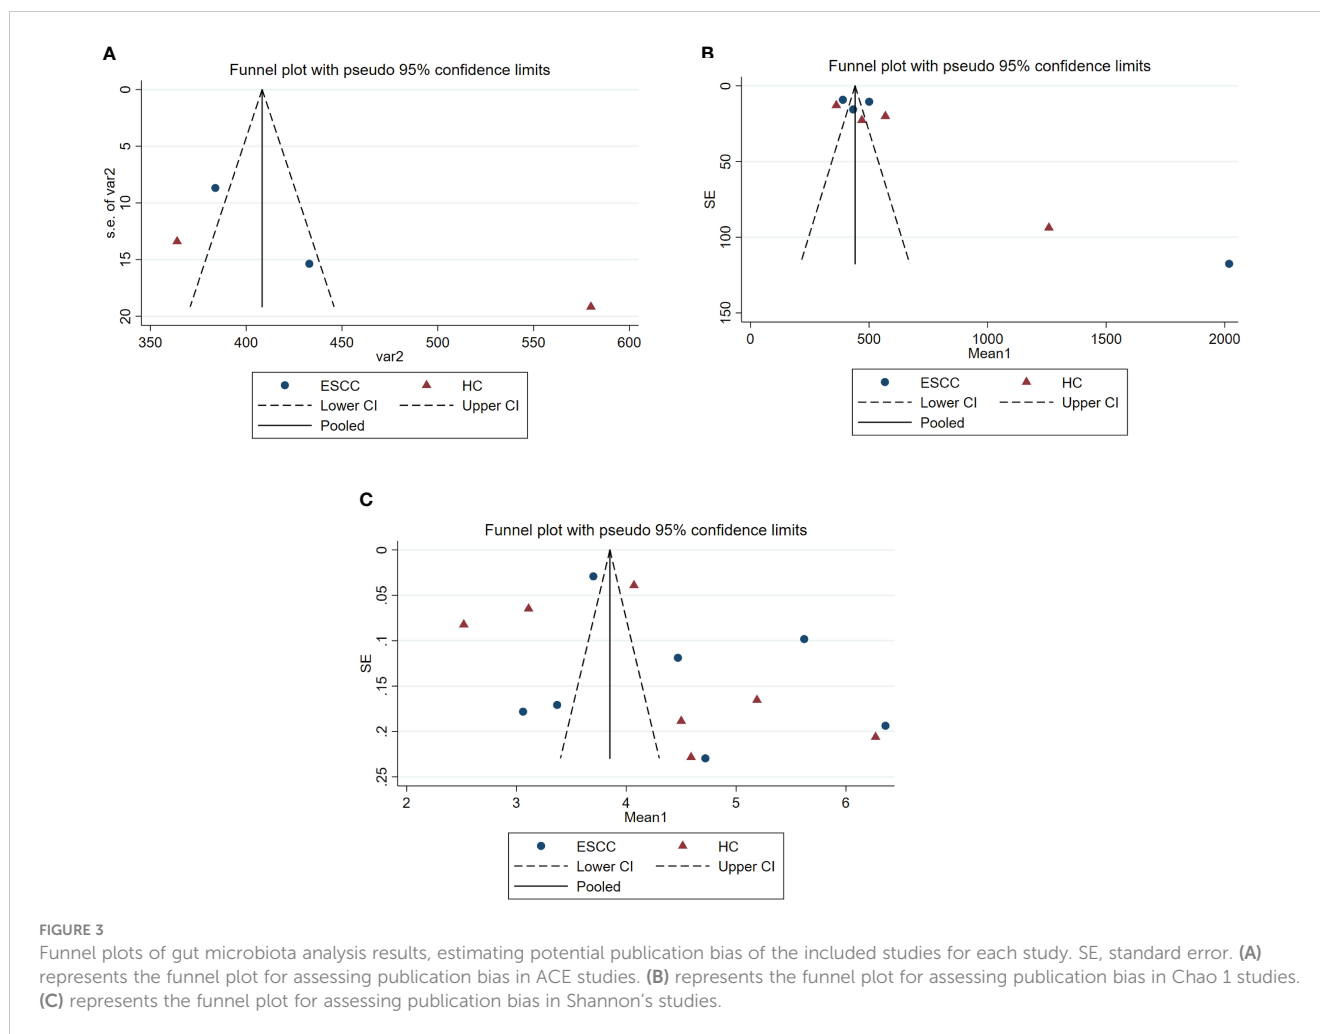 A
Funnel plot with pseudo 95% confidence limits
s.e. of var2
0
5
10
15
20
350 400 450 500 550 600
var2
ESCC HC
Lower CI Upper CI
Pooled
B
Funnel plot with pseudo 95% confidence limits
SE
0
50
100
150
0 500 1000 1500 2000
Mean1
ESCC HC
Lower CI Upper CI
Pooled
C
Funnel plot with pseudo 95% confidence limits
SE
0
.05
.1
.15
.2
.25
2 3 4 5 6
Mean1
ESCC HC
Lower CI Upper CI
Pooled
FIGURE 3
Funnel plots of gut microbiota analysis results, estimating potential publication bias of the included studies for each study. SE, standard error. (A)
represents the funnel plot for assessing publication bias in ACE studies. (B) represents the funnel plot for assessing publication bias in Chao 1 studies.
(C) represents the funnel plot for assessing publication bias in Shannon's studies.